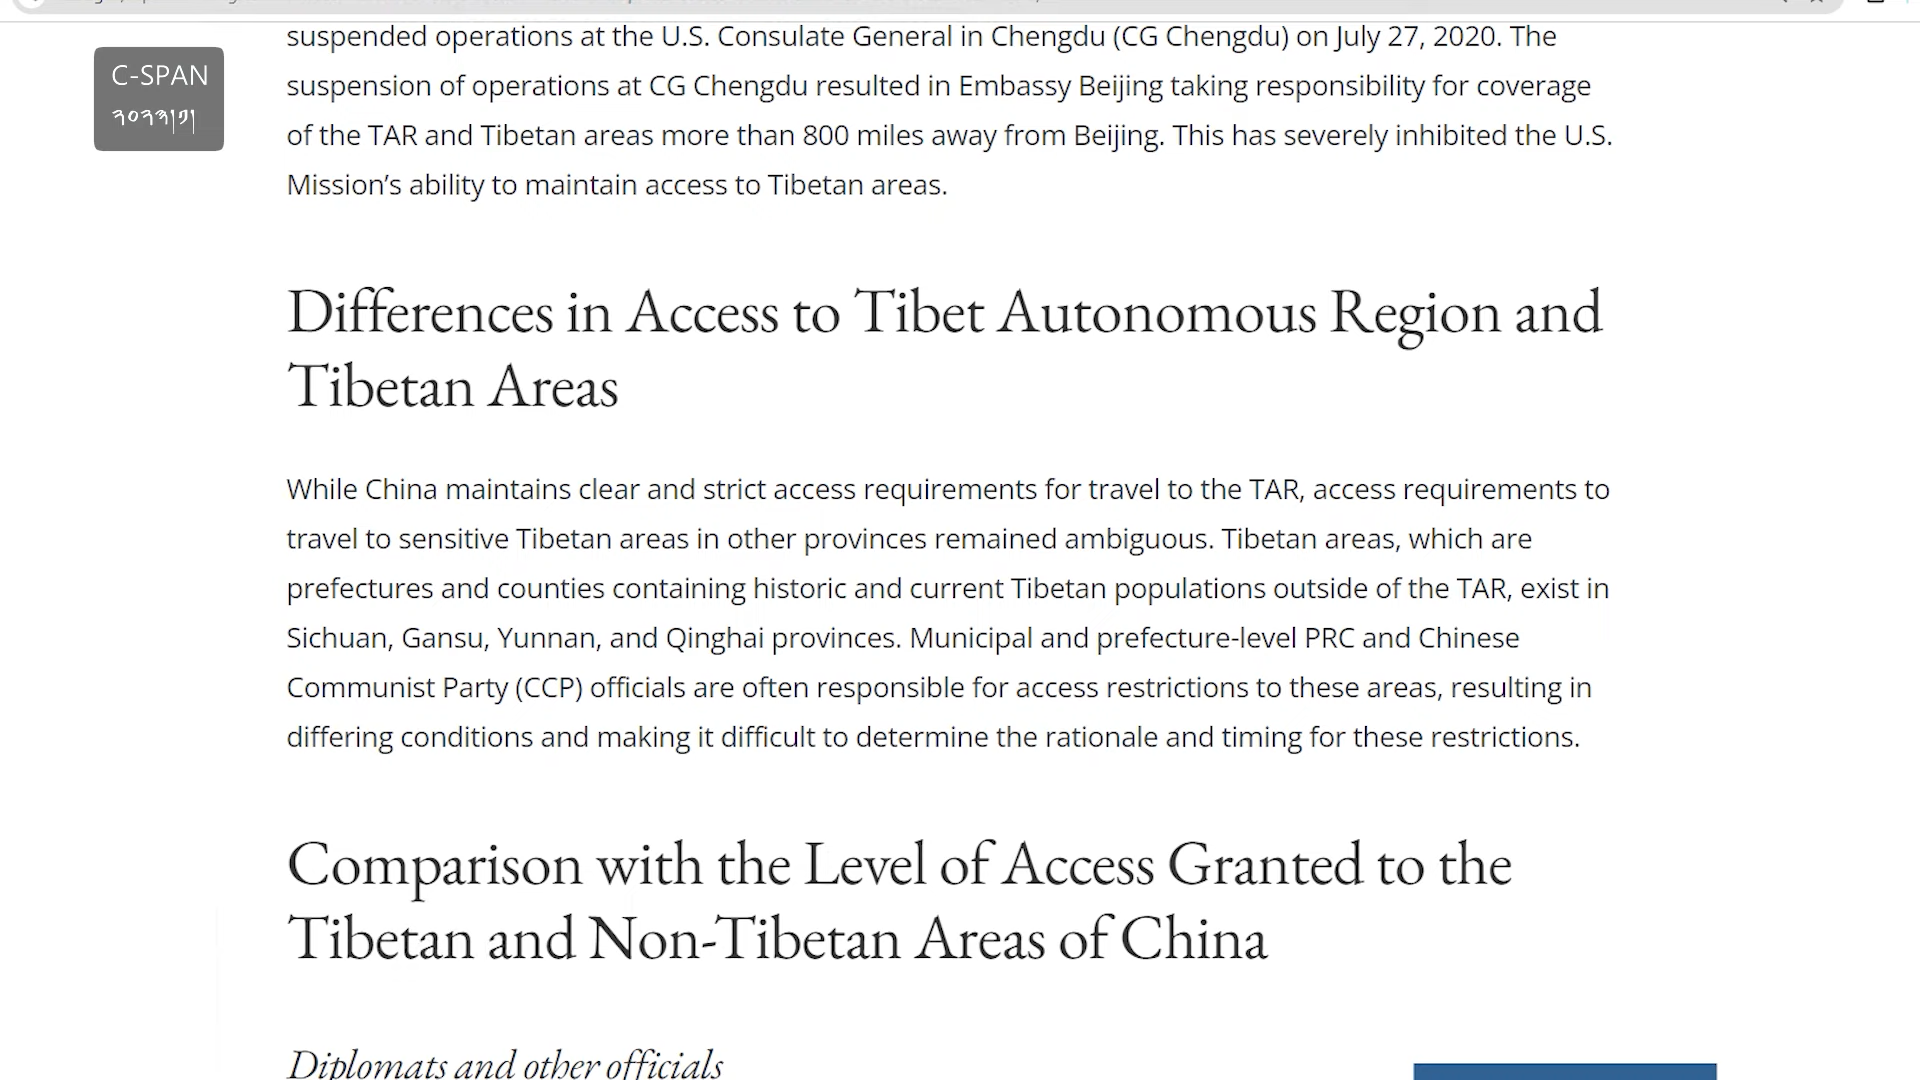 C-SPAN
suspended operations at the U.S. Consulate General in Chengdu (CG Chengdu) on July 27, 2020. The
suspension of operations at CG Chengdu resulted in Embassy Beijing taking responsibility for coverage
of the TAR and Tibetan areas more than 800 miles away from Beijing. This has severely inhibited the U.S.
Mission’s ability to maintain access to Tibetan areas.
Differences in Access to Tibet Autonomous Region and
Tibetan Areas
While China maintains clear and strict access requirements for travel to the TAR, access requirements to
travel to sensitive Tibetan areas in other provinces remained ambiguous. Tibetan areas, which are
prefectures and counties containing historic and current Tibetan populations outside of the TAR, exist in
Sichuan, Gansu, Yunnan, and Qinghai provinces. Municipal and prefecture-level PRC and Chinese
Communist Party (CCP) officials are often responsible for access restrictions to these areas, resulting in
differing conditions and making it difficult to determine the rationale and timing for these restrictions.
Comparison with the Level of Access Granted to the
Tibetan and Non-Tibetan Areas of China
Diplomats and other officials